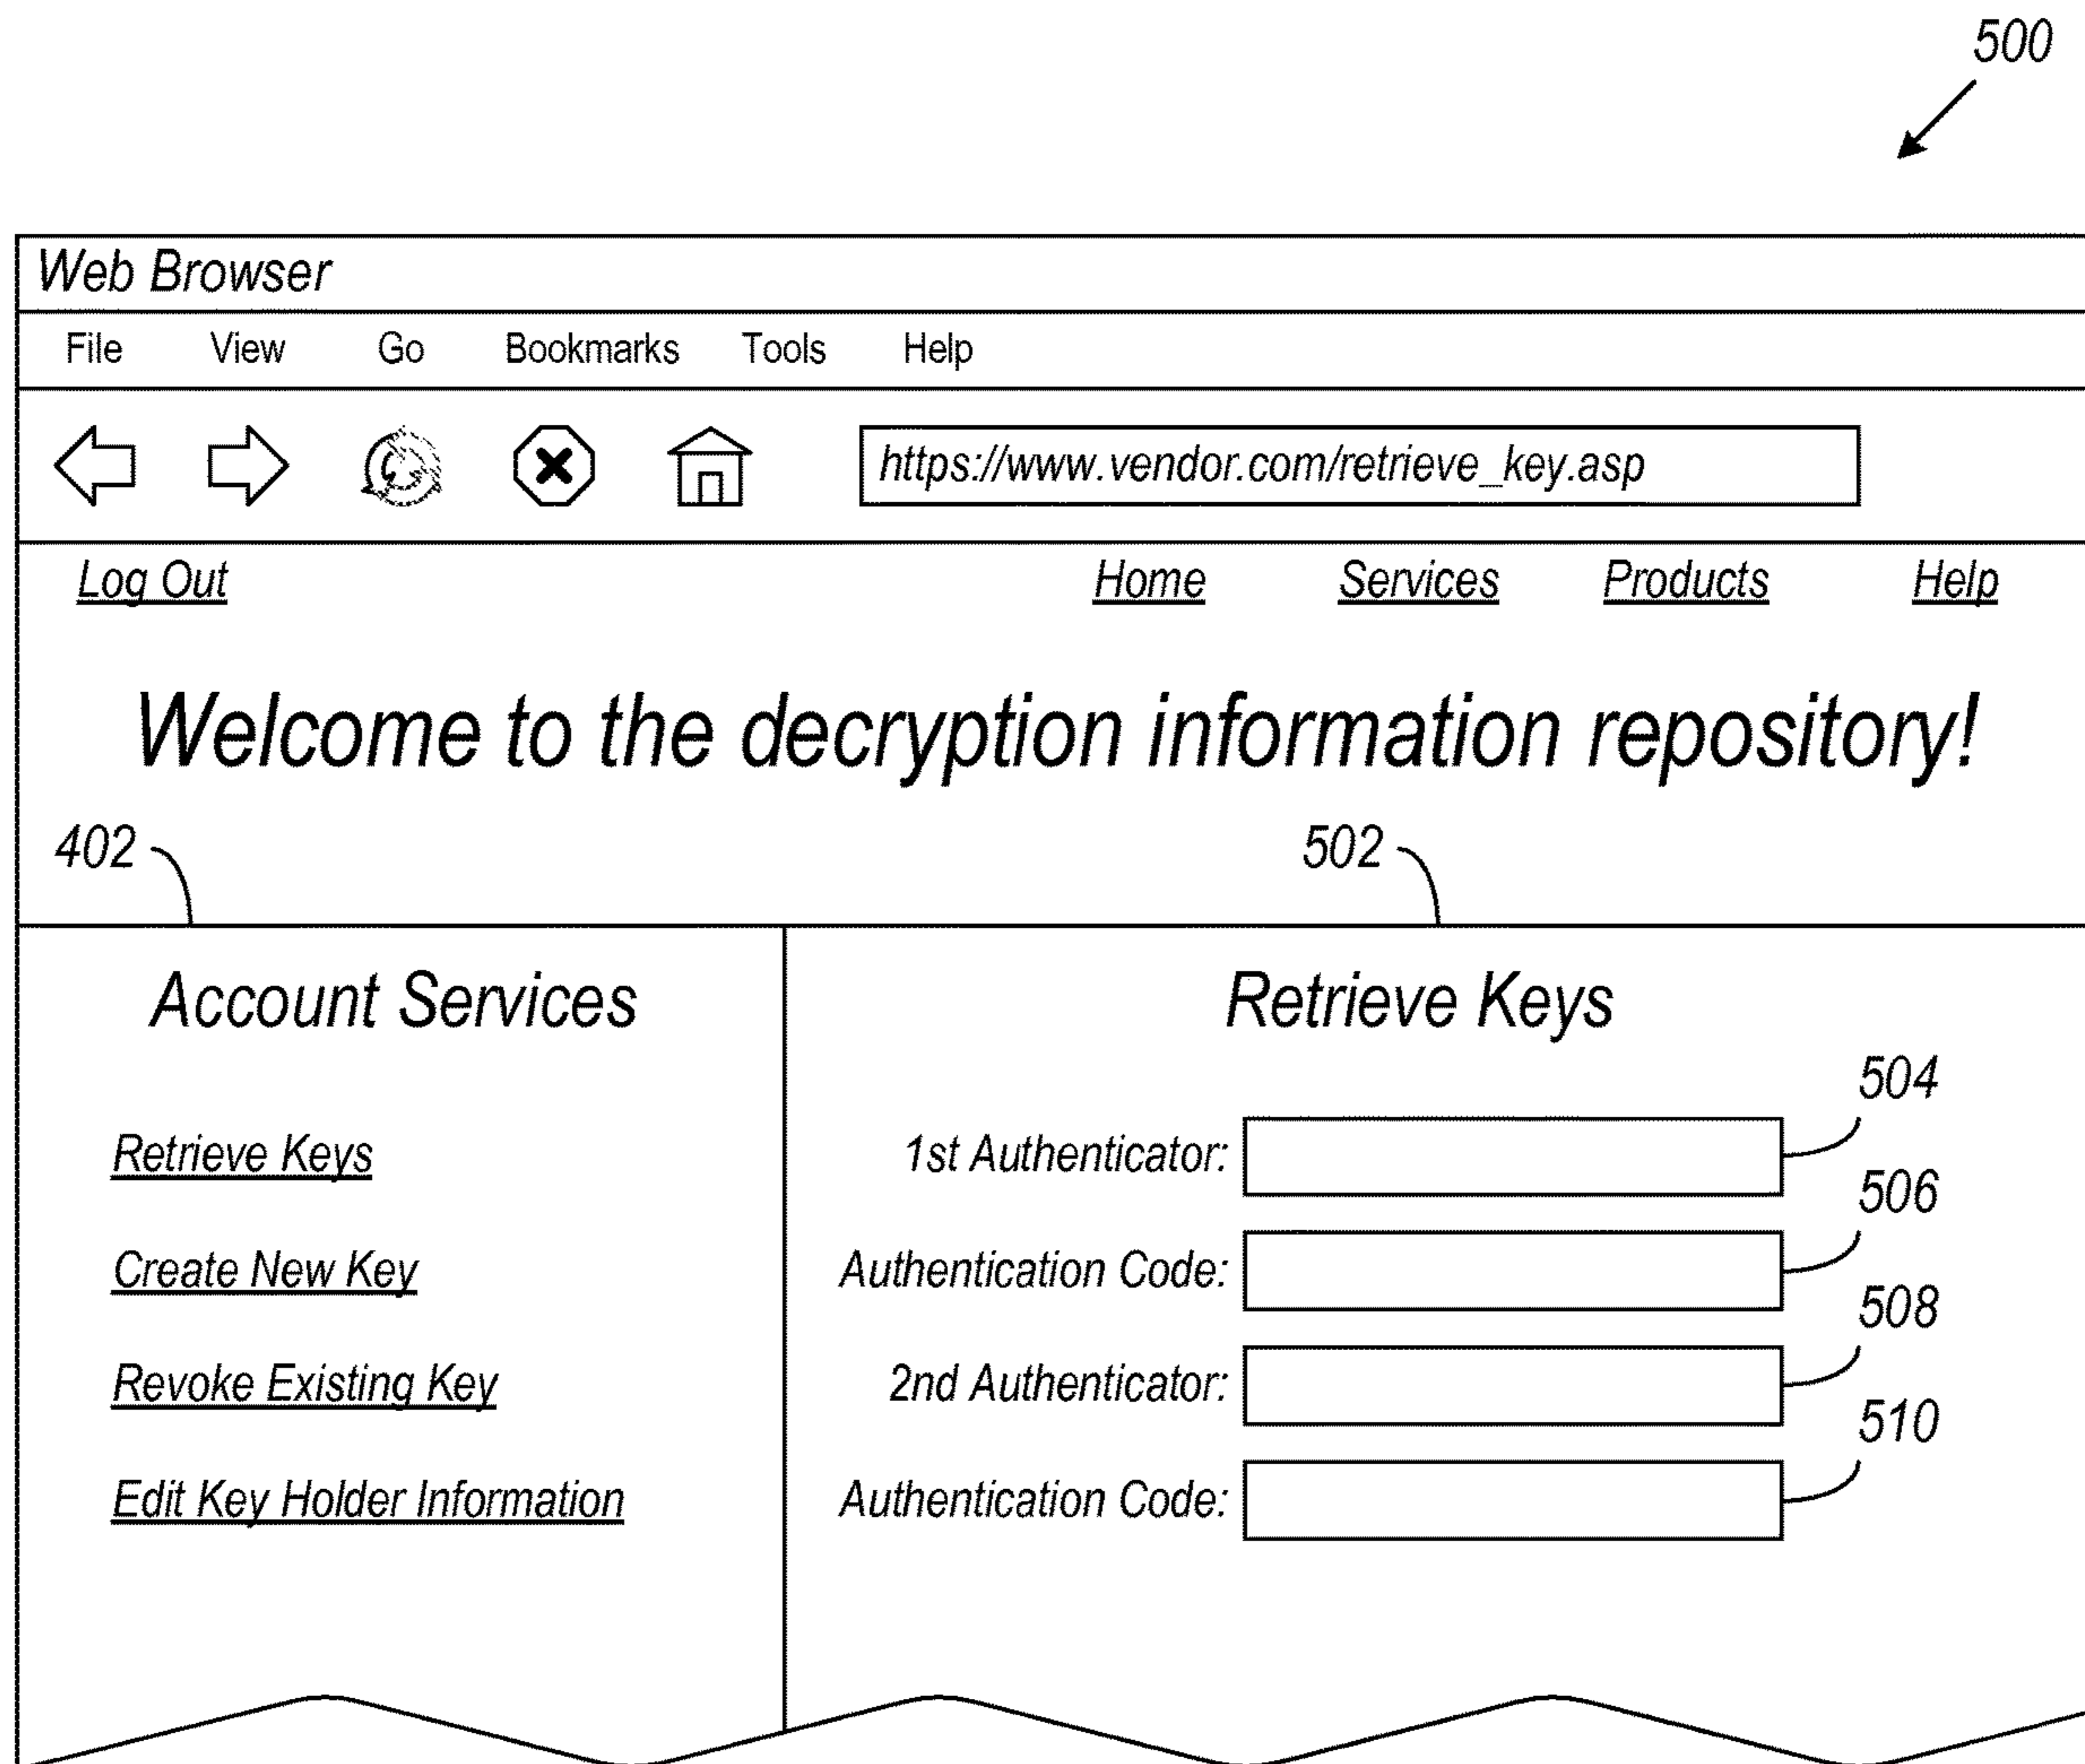 500
Web Browser
File View Go Bookmarks Tools Help
https://www.vendor.com/retrieve_key.asp
Log Out Home Services Products Help
Welcome to the decryption information repository!
402 502
Account Services
Retrieve Keys
Create New Key
Revoke Existing Key
Edit Key Holder Information
Retrieve Keys
504
1st Authenticator:
506
Authentication Code:
508
2nd Authenticator:
510
Authentication Code: